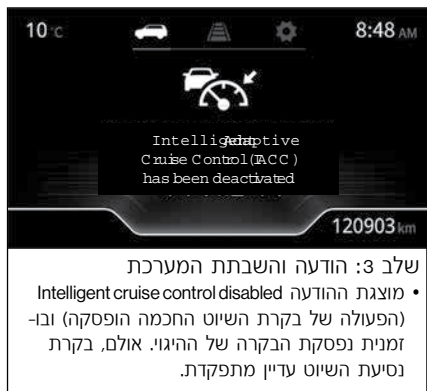 10 °C
8:48 AM
Intelligent Adaptive
Cruise Control (IACC)
has been deactivated
120903 km
שלב 3: הודעה והשבתת המערכת
• מוצגת ההודעה Intelligent cruise control disabled
(הפעולה של בקרת השיוט החכמה הופסקה) ובו-
זמנית נפסקת הבקרה של ההיגוי. אולם, בקרת
נסיעת השיוט עדיין מתפקדת.